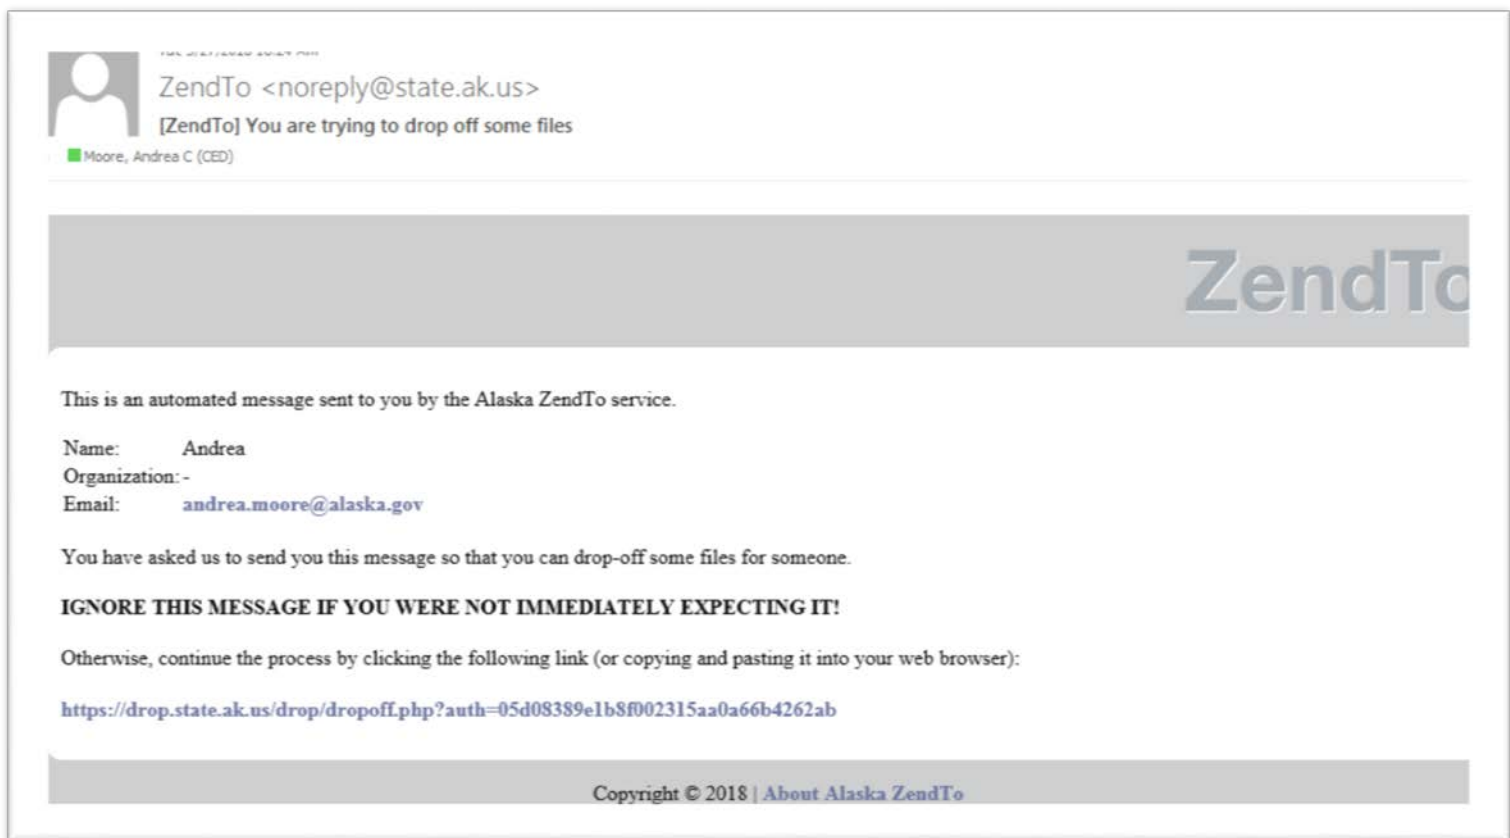 ZendTo <noreply@state.ak.us>
[ZendTo] You are trying to drop off some files
Moore, Andrea C (CED)
ZendTo
This is an automated message sent to you by the Alaska ZendTo service.
Name: Andrea
Organization: -
Email: andrea.moore@alaska.gov
You have asked us to send you this message so that you can drop-off some files for someone.
IGNORE THIS MESSAGE IF YOU WERE NOT IMMEDIATELY EXPECTING IT!
Otherwise, continue the process by clicking the following link (or copying and pasting it into your web browser):
https://drop.state.ak.us/drop/dropoff.php?auth=05d08389e1b8f002315aa0a66b4262ab
Copyright © 2018 | About Alaska ZendTo